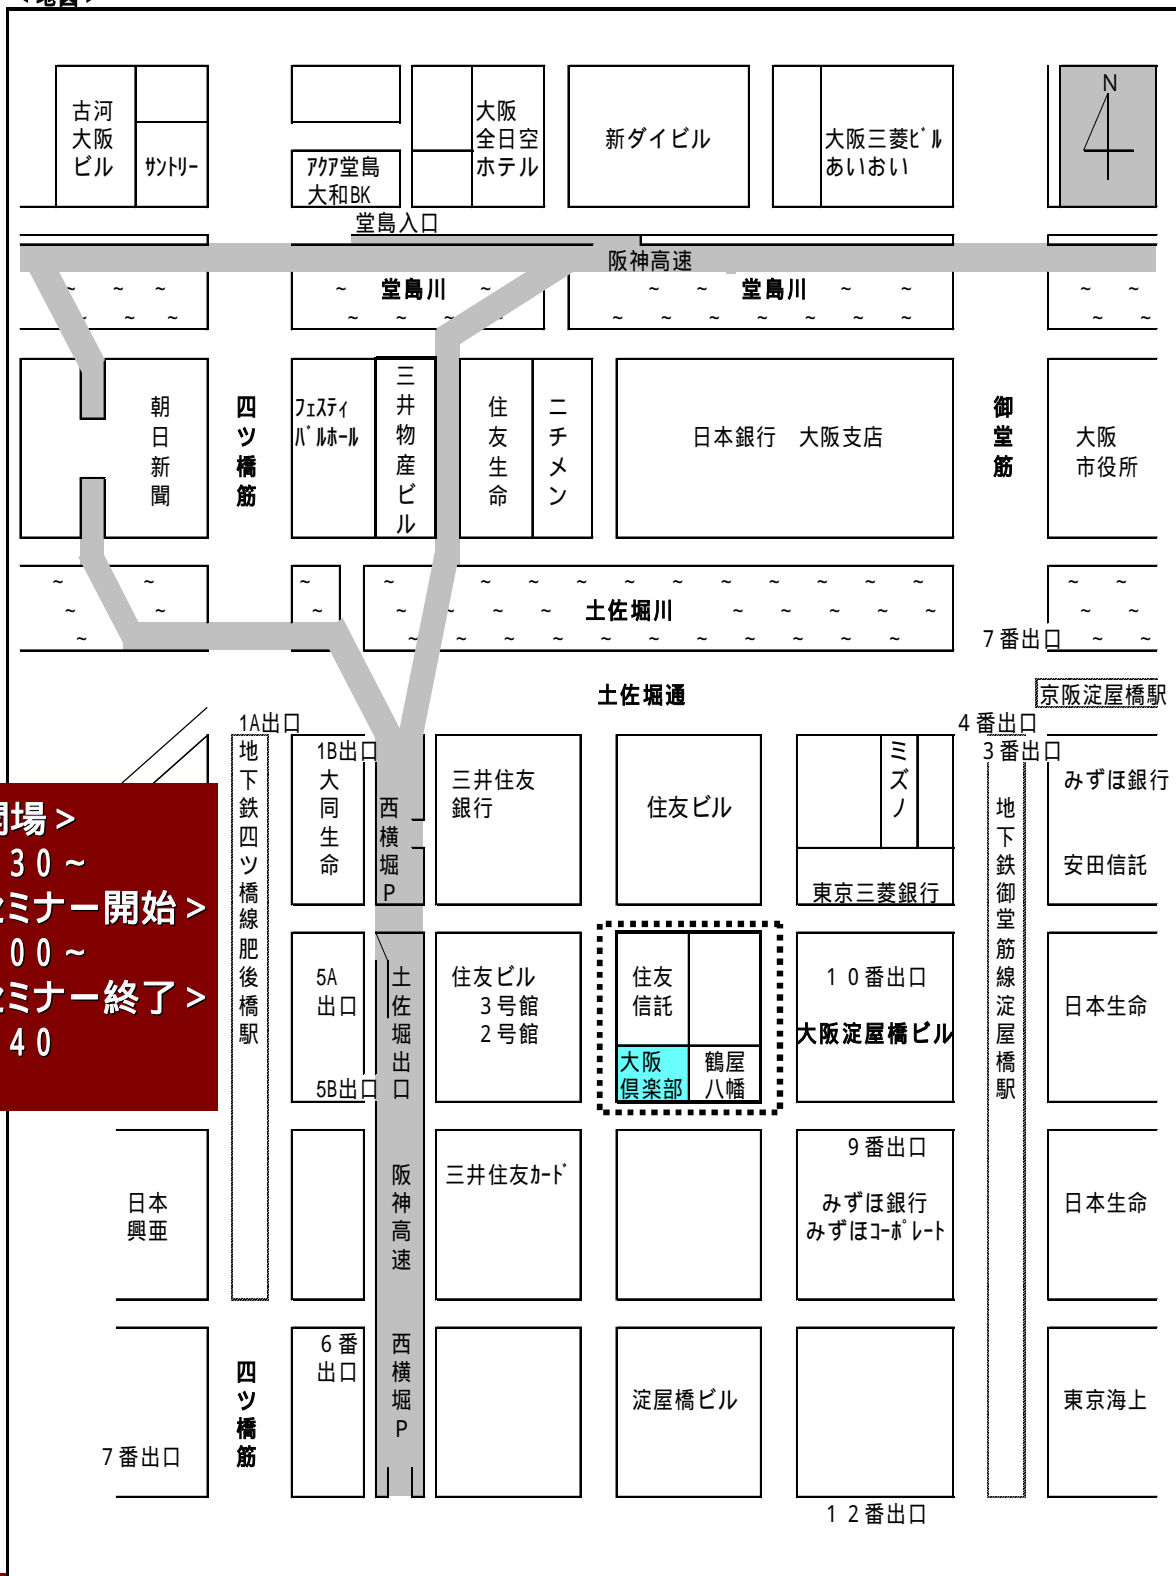 <地図>
古河
大阪
ビル
ｻﾝﾄﾘｰ
ｱｸｱ堂島
大和BK
大阪
全日空
ホテル
新ダイビル
大阪三菱ﾋﾞﾙ
あいおい
N
堂島入口
阪神高速
~ ~ ~ ~ 堂島川 ~ ~ ~ 堂島川 ~ ~ ~ ~
~ ~ ~ ~ ~ ~ ~ ~ ~ ~ ~ ~ ~ ~ ~ ~ ~
朝日新聞
四ツ橋筋
ﾌｪｽﾃｨ
ﾊﾞﾙﾎｰﾙ
三井物産ビル
住友生命
ニチメン
日本銀行　大阪支店
御堂筋
大阪
市役所
~ ~ ~ ~ ~ ~ ~ ~ ~ ~ ~ ~ ~ ~ ~ ~ ~
~ ~ ~ ~ ~ ~ ~ 土佐堀川 ~ ~ ~ ~ ~ ~ ~
~ ~ ~ ~ ~ ~ ~ ~ ~ ~ ~ ~ ~ ~ ~
7番出口
土佐堀通
京阪淀屋橋駅
1A出口
4番出口
地下鉄四ツ橋線肥後橋駅
1B出口
大同生命
西横堀P
三井住友
銀行
住友ビル
ミズノ
東京三菱銀行
3番出口
地下鉄御堂筋線淀屋橋駅
みずほ銀行
安田信託
開場>
30~
セミナー開始>
00~
セミナー終了>
40
5A
出口
5B出口
土佐堀出口
住友ビル
3号館
2号館
住友
信託
大阪
倶楽部
鶴屋
八幡
10番出口
大阪淀屋橋ビル
日本生命
日本
興亜
阪神高速
三井住友ｶｰﾄﾞ
9番出口
みずほ銀行
みずほｺｰﾎﾟﾚｰﾄ
日本生命
7番出口
四ツ橋筋
6番
出口
西横堀P
淀屋橋ビル
東京海上
12番出口